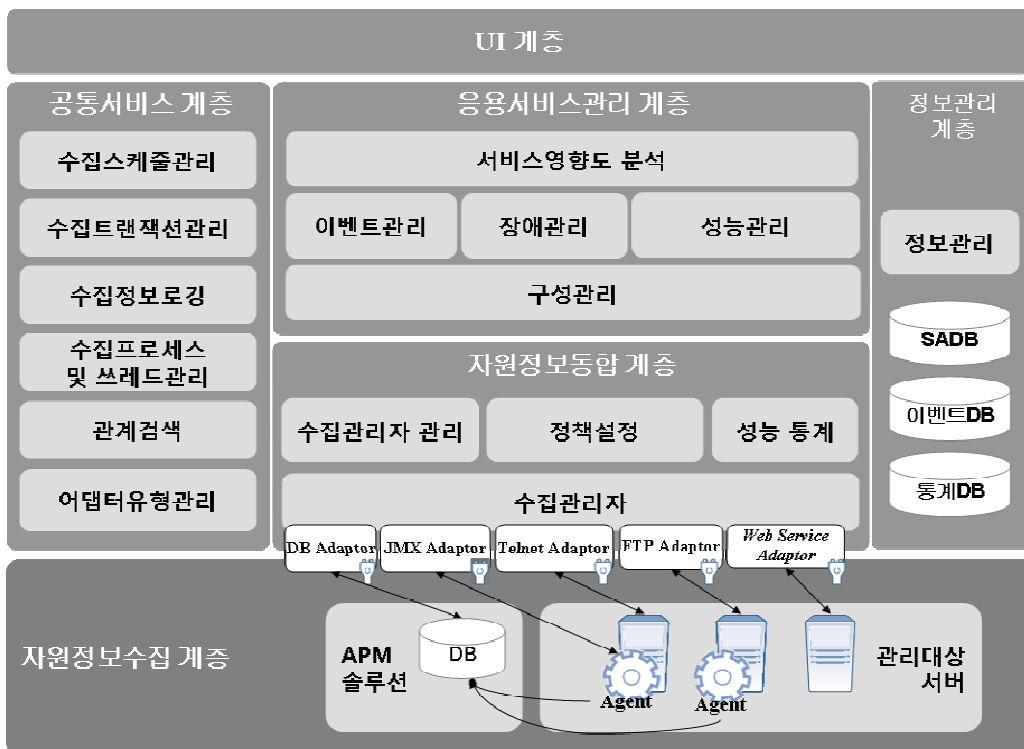 UI 계층
공통서비스 계층
수집스케줄관리
수집트랜잭션관리
수집정보로깅
수집프로세스
및 쓰레드관리
관계검색
어댑터유형관리
응용서비스관리 계층
서비스영향도 분석
이벤트관리
장애관리
성능관리
구성관리
자원정보통합 계층
수집관리자 관리
정책설정
성능 통계
수집관리자
DB Adaptor
JMX Adaptor
Telnet Adaptor
FTP Adaptor
Web Service
Adaptor
정보관리
계층
정보관리
SADB
이벤트DB
통계DB
자원정보수집 계층
APM
솔루션
DB
Agent
Agent
관리대상
서버